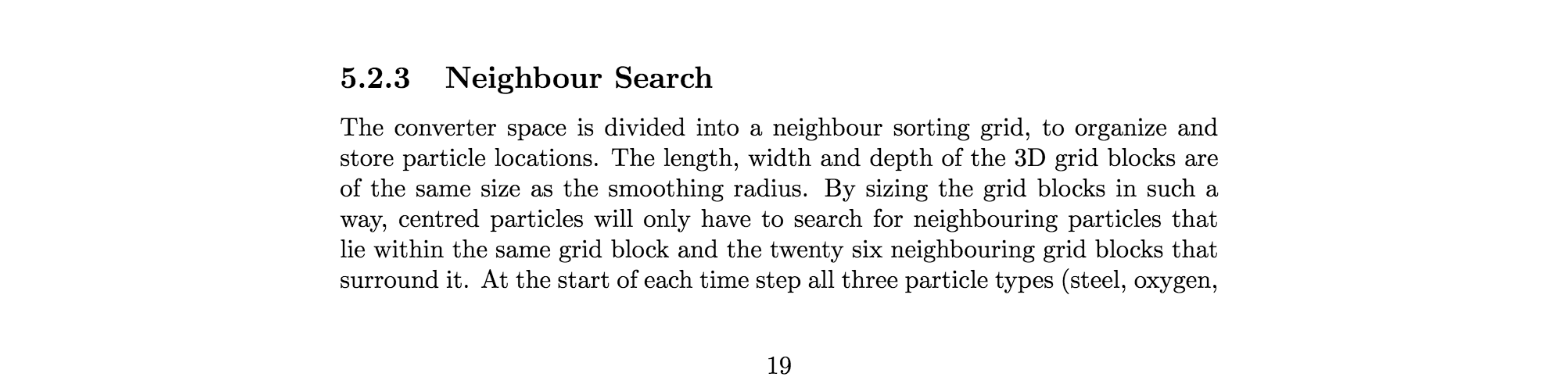 5.2.3 Neighbour Search
The converter space is divided into a neighbour sorting grid, to organize and
store particle locations. The length, width and depth of the 3D grid blocks are
of the same size as the smoothing radius. By sizing the grid blocks in such a
way, centred particles will only have to search for neighbouring particles that
lie within the same grid block and the twenty six neighbouring grid blocks that
surround it. At the start of each time step all three particle types (steel, oxygen,
19